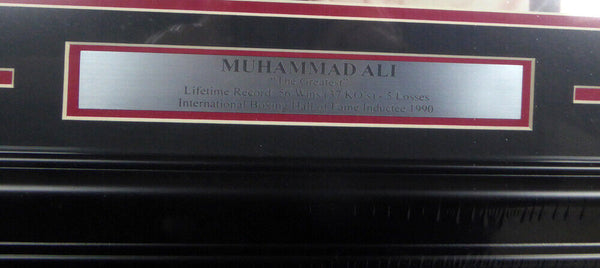 MUHAMMAD ALI
"The Greatest"
Lifetime Record: 56 Wins (37 KO's) - 5 Losses
International Boxing Hall of Fame Inductee 1990